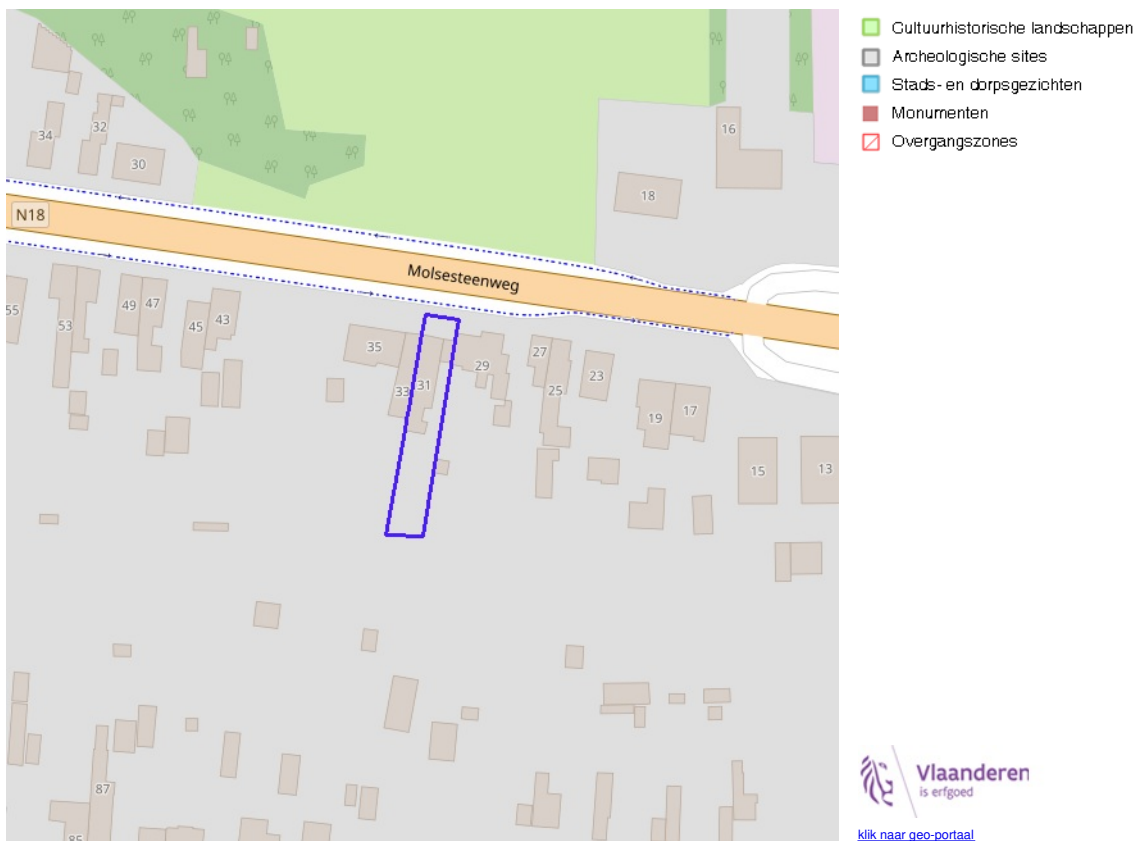 Cultuurhistorische landschappen
Archeologische sites
Stads- en dorpsgezichten
Monumenten
Overgangszones
34
32
30
16
18
N18
Molsesteenweg
55
53
49
47
45
43
35
33
31
29
27
25
23
19
17
15
13
87
85
Vlaanderen
is erfgoed
klik naar geo-portaal